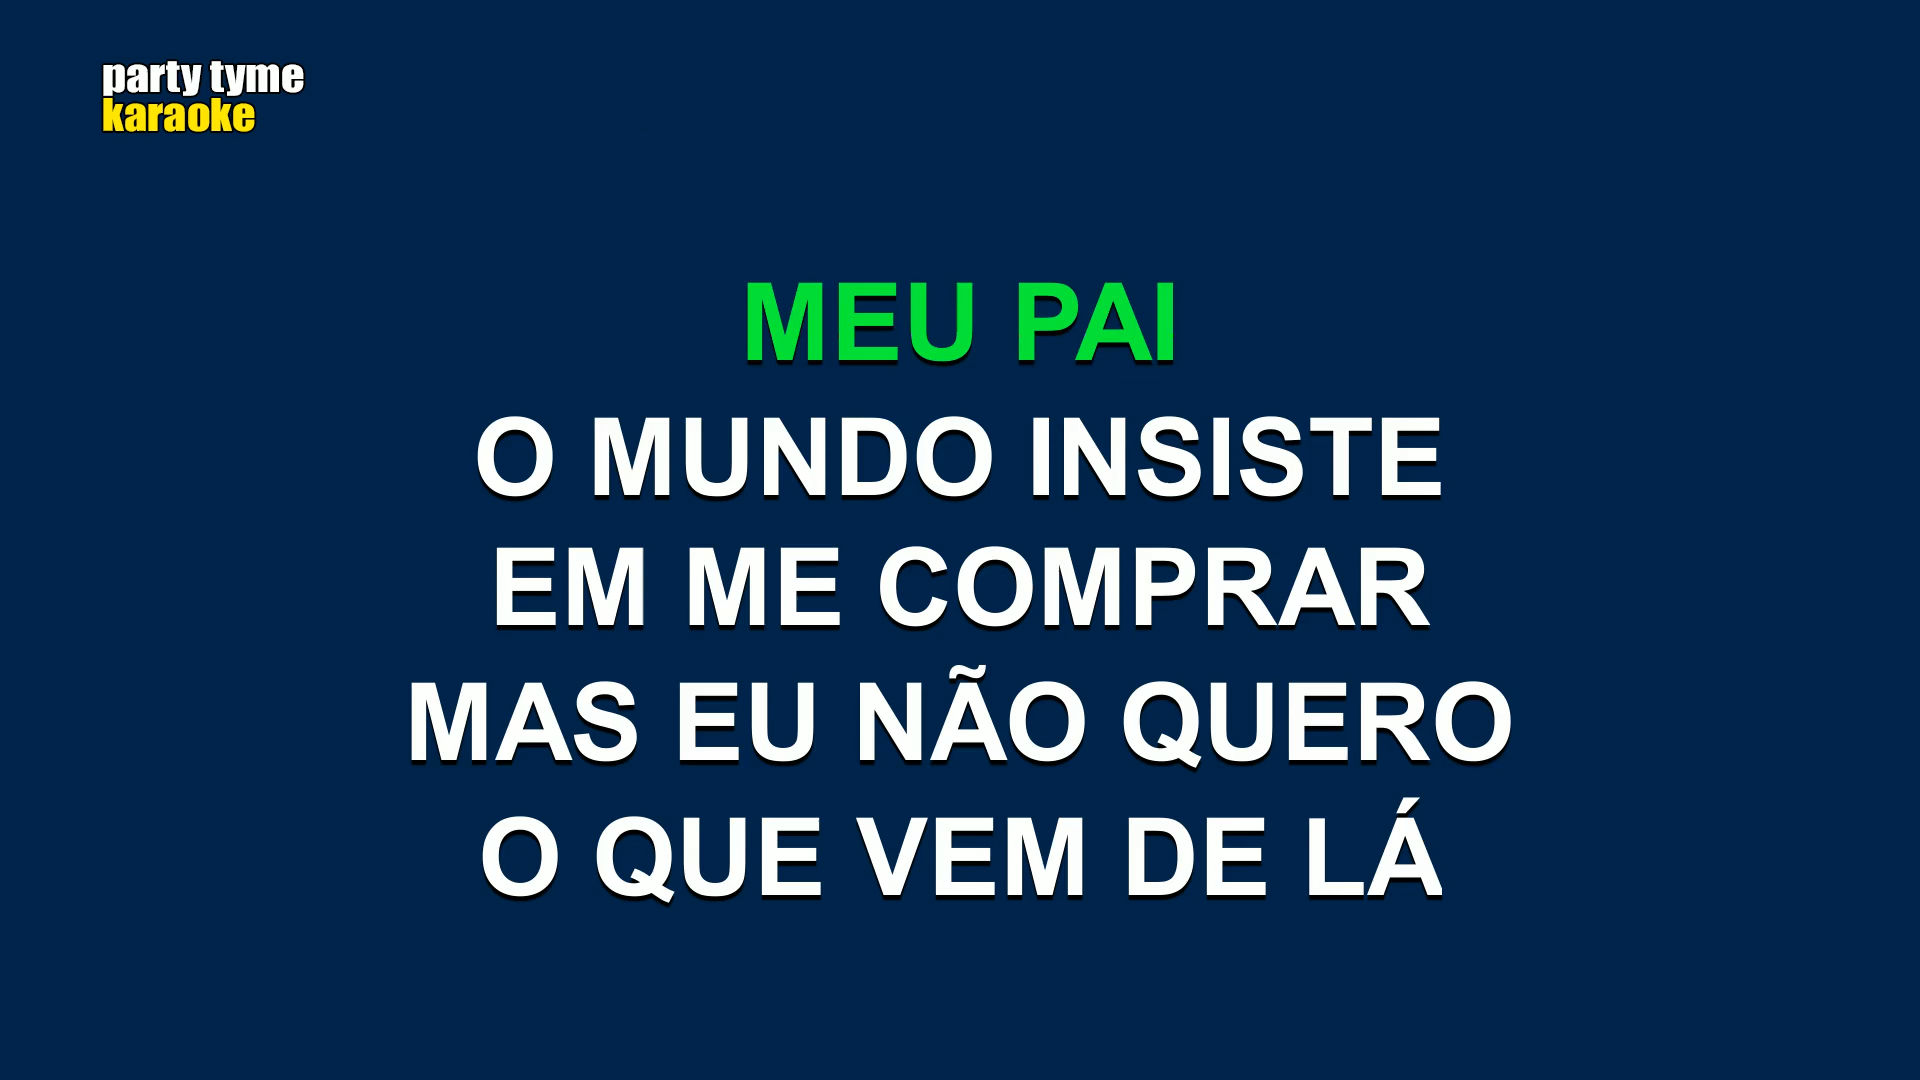 party tyme
karaoke
MEU PAI
O MUNDO INSISTE
EM ME COMPRAR
MAS EU NÃO QUERO
O QUE VEM DE LÁ